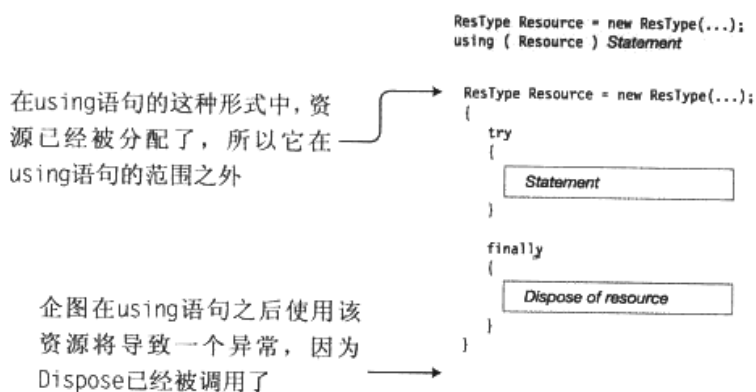 ResType Resource = new ResType(...);
using ( Resource ) Statement
在using语句的这种形式中，资
源已经被分配了，所以它在
using语句的范围之外
ResType Resource = new ResType(...);
{
try
{
Statement
}
finally
{
Dispose of resource
}
}
企图在using语句之后使用该
资源将导致一个异常，因为
Dispose已经被调用了